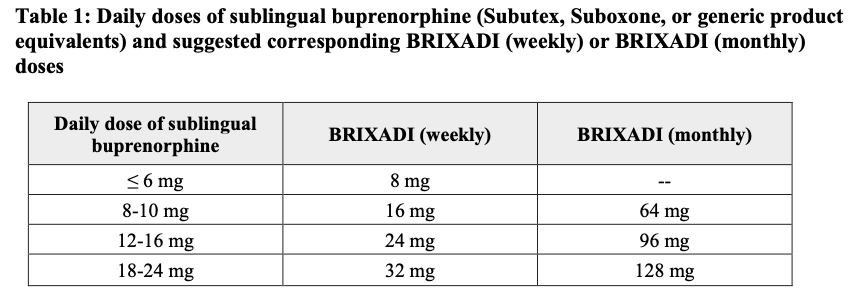 Table 1: Daily doses of sublingual buprenorphine (Subutex, Suboxone, or generic product
equivalents) and suggested corresponding BRIXADI (weekly) or BRIXADI (monthly)
doses
Daily dose of sublingual
buprenorphine
BRIXADI (weekly)
BRIXADI (monthly)
≤ 6 mg 8 mg --
8-10 mg 16 mg 64 mg
12-16 mg 24 mg 96 mg
18-24 mg 32 mg 128 mg